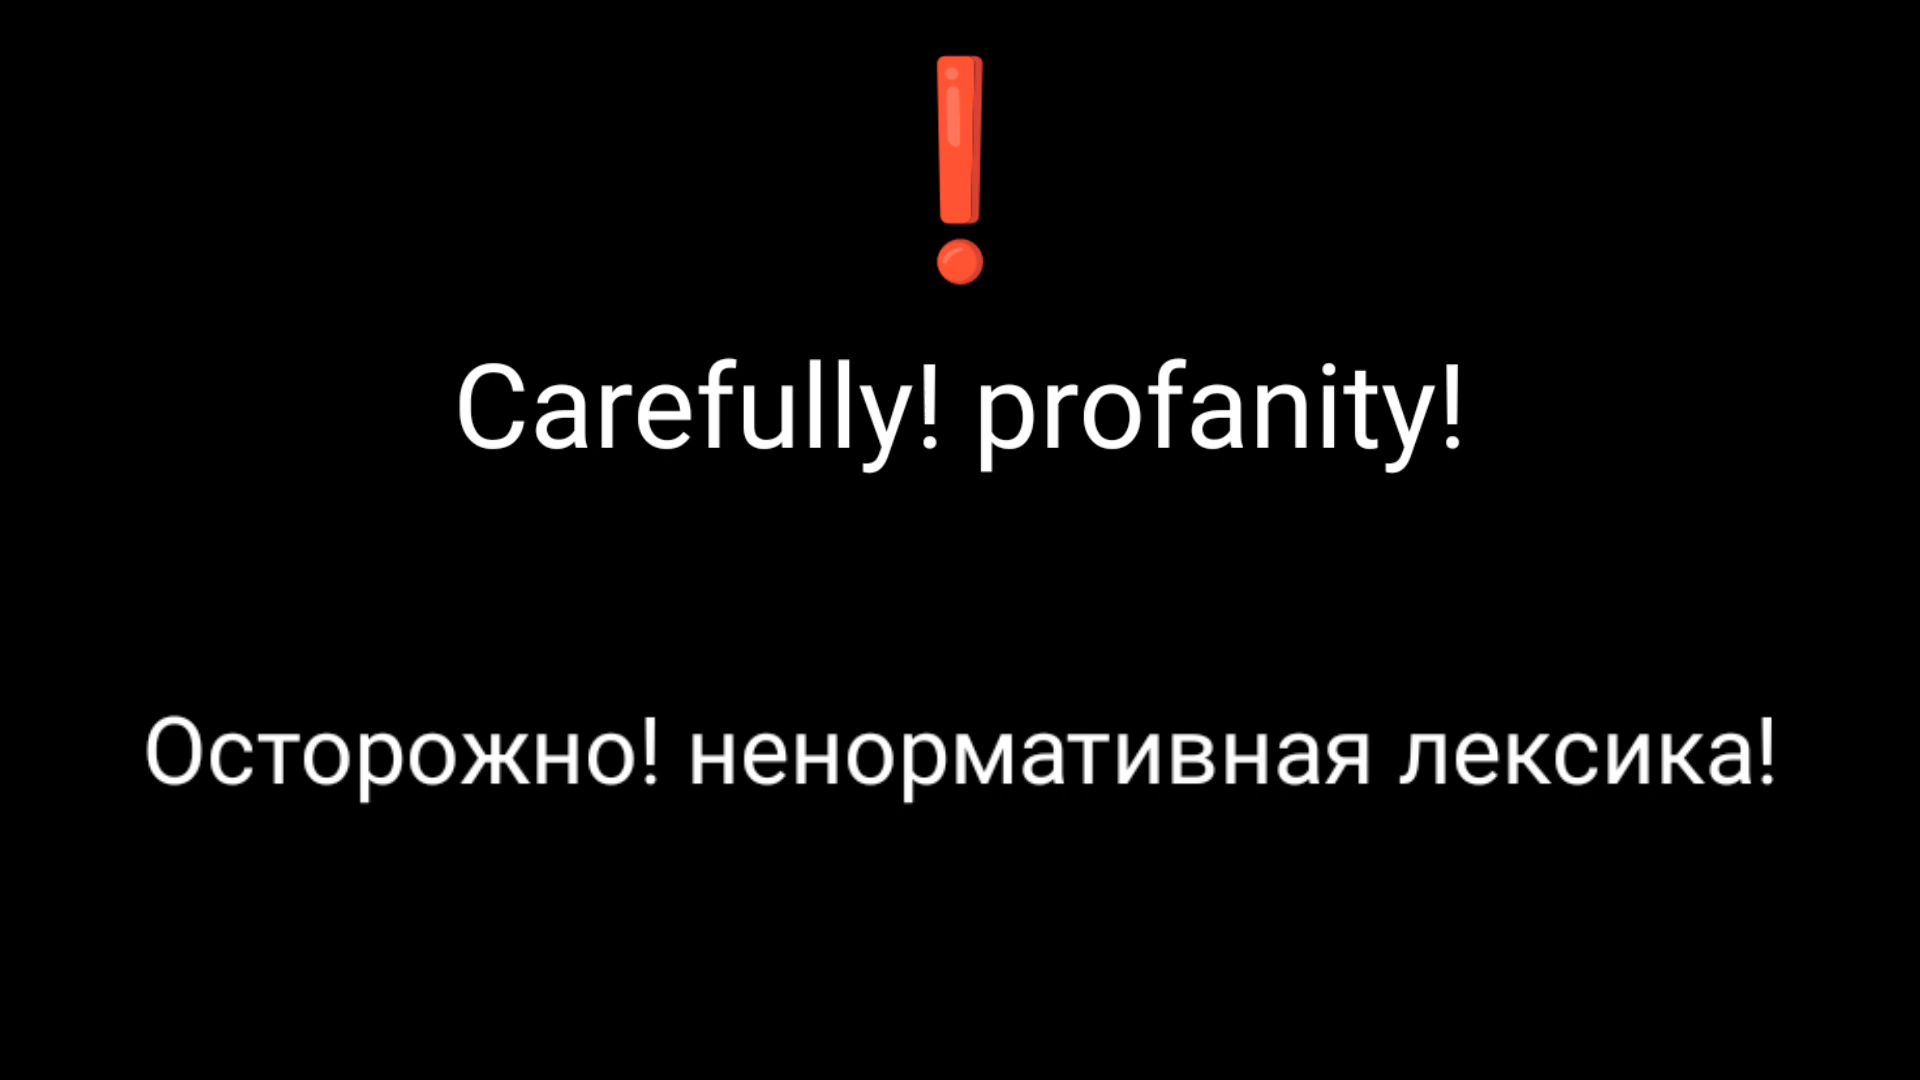 ❗
Carefully! profanity!
Осторожно! ненормативная лексика!